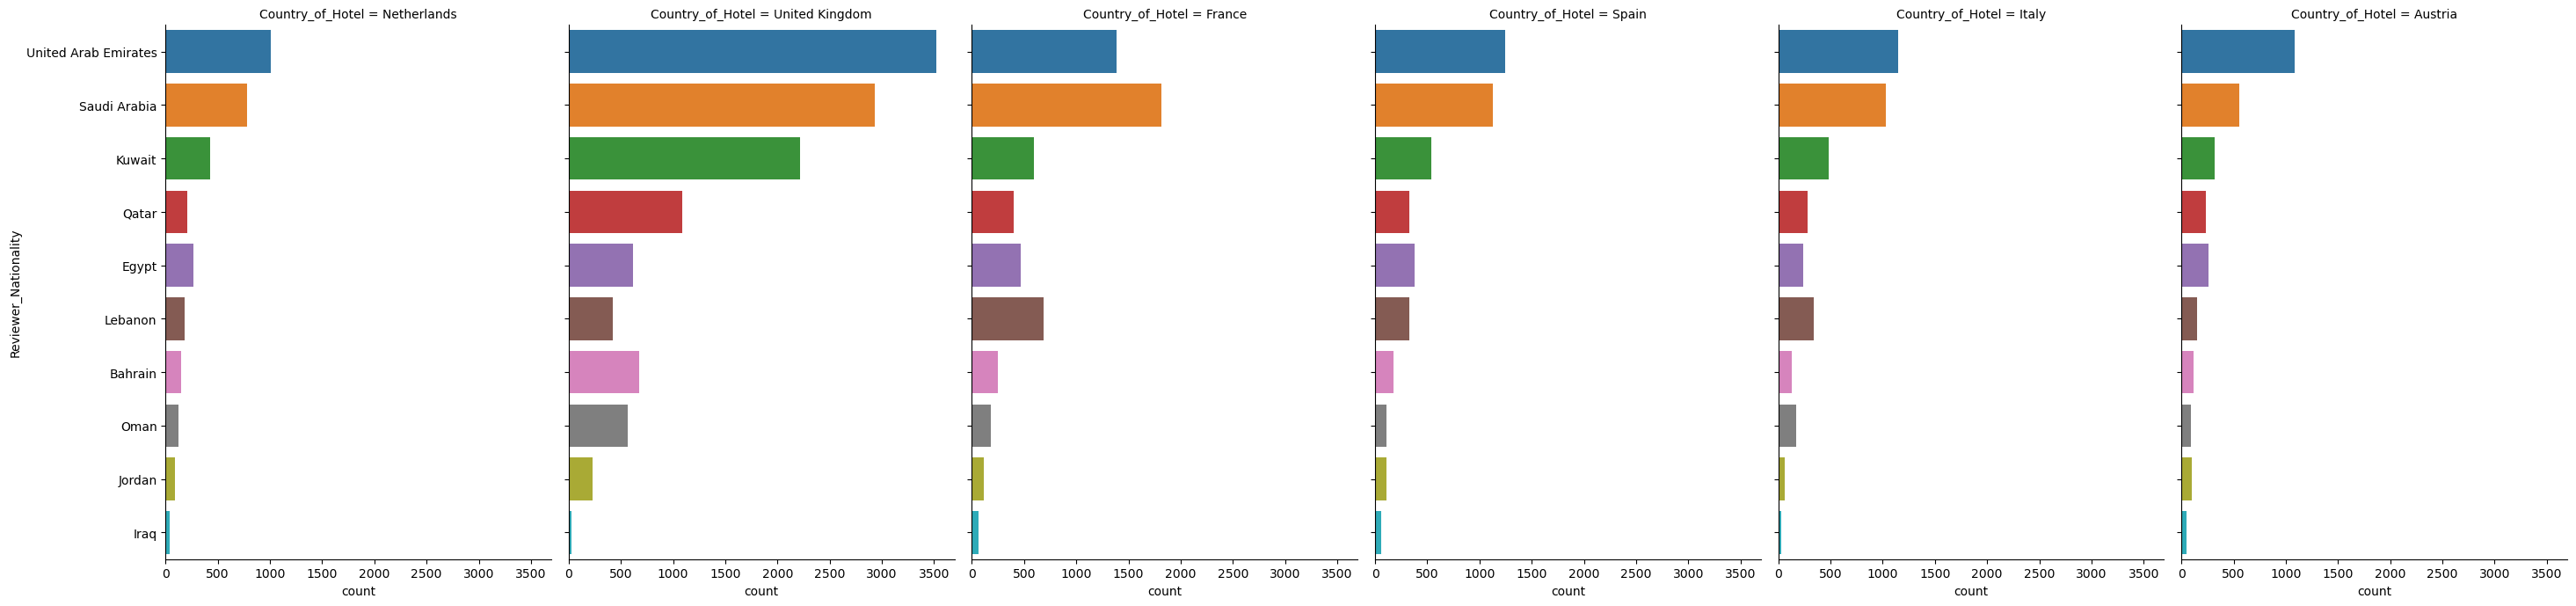 Country_of_Hotel = Netherlands
Country_of_Hotel = United Kingdom
Country_of_Hotel = France
Country_of_Hotel = Spain
Country_of_Hotel = Italy
Country_of_Hotel = Austria
Reviewer_Nationality
United Arab Emirates
Saudi Arabia
Kuwait
Qatar
Egypt
Lebanon
Bahrain
Oman
Jordan
Iraq
0 500 1000 1500 2000 2500 3000 3500
count
0 500 1000 1500 2000 2500 3000 3500
count
0 500 1000 1500 2000 2500 3000 3500
count
0 500 1000 1500 2000 2500 3000 3500
count
0 500 1000 1500 2000 2500 3000 3500
count
0 500 1000 1500 2000 2500 3000 3500
count